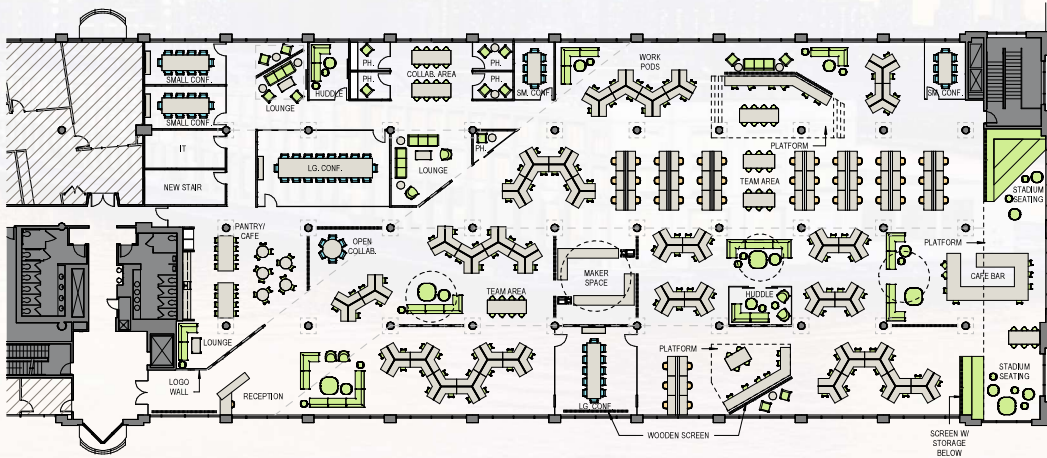 SMALL CONF.
LOUNGE
HUDDLE
PH.
PH.
COLLAB. AREA
PH.
PH.
SM. CONF.
WORK
PODS
SM. CONF.
SMALL CONF.
IT
LG. CONF.
LOUNGE
PH.
PLATFORM
TEAM AREA
NEW STAIR
STADIUM
SEATING
PANTRY/
CAFE
OPEN
COLLAB.
MAKER
SPACE
PLATFORM
CAFE BAR
TEAM AREA
HUDDLE
LOUNGE
PLATFORM
LOGO
WALL
RECEPTION
LG. CONF.
STADIUM
SEATING
WOODEN SCREEN
SCREEN W/
STORAGE
BELOW